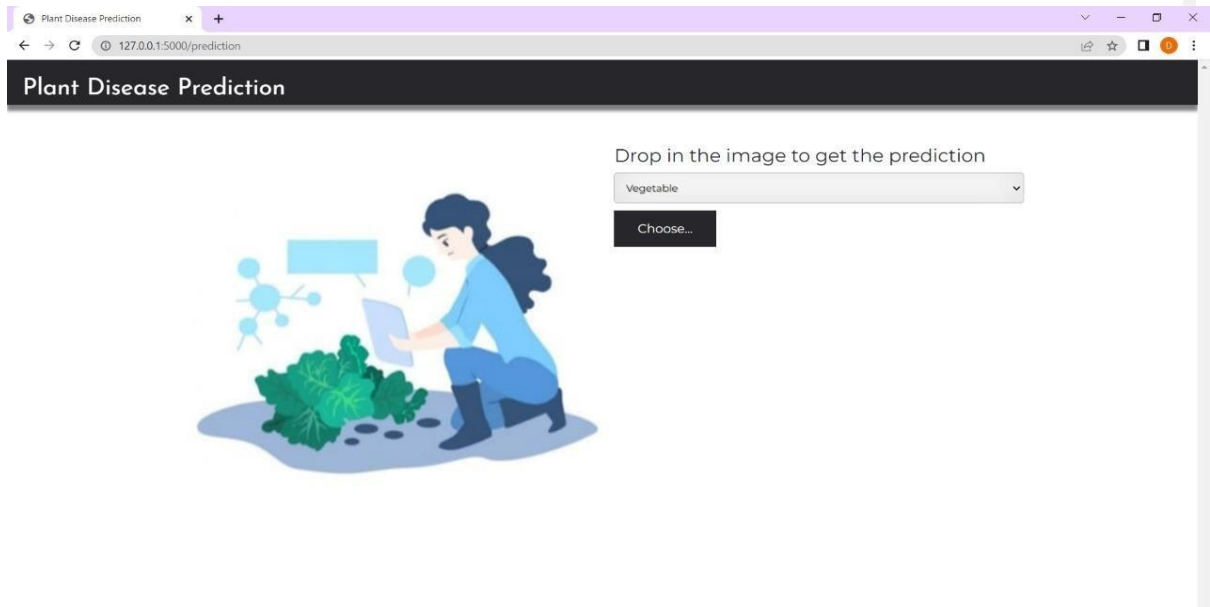 Plant Disease Prediction
127.0.0.1:5000/prediction
D
Plant Disease Prediction
Drop in the image to get the prediction
Vegetable
Choose...